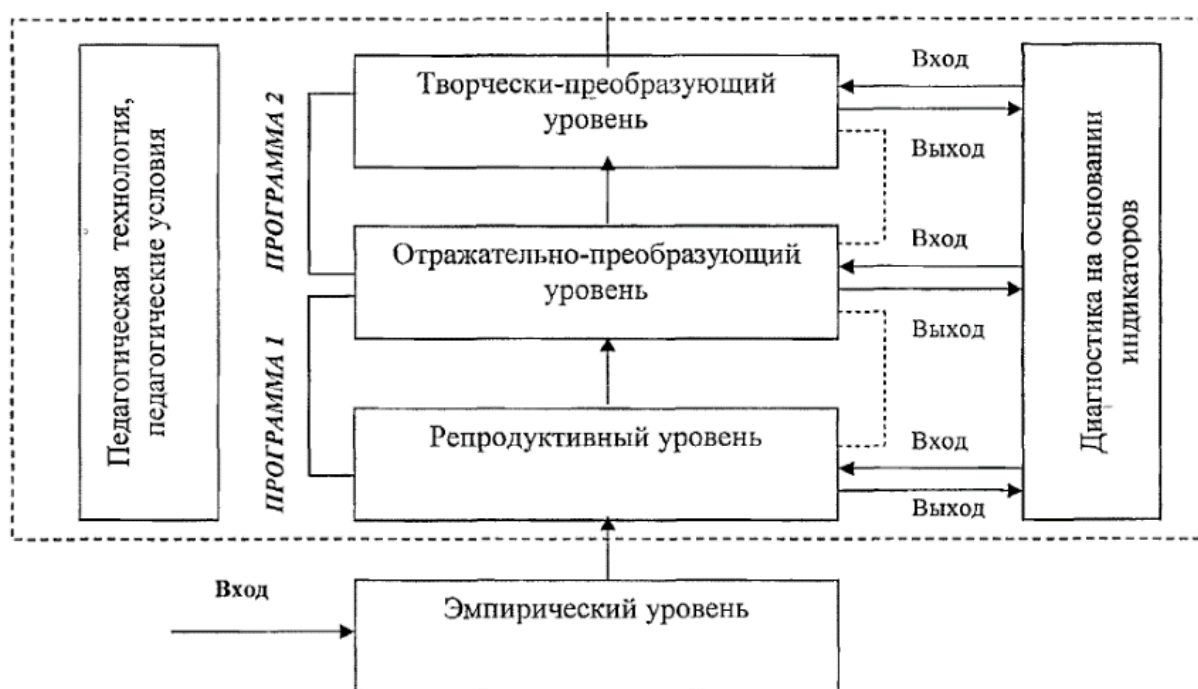 Педагогическая технология,
педагогические условия
ПРОГРАММА 2
ПРОГРАММА 1
Творчески-преобразующий
уровень
Вход
Выход
Отражательно-преобразующий
уровень
Вход
Выход
Репродуктивный уровень
Вход
Выход
Диагностика на основании
индикаторов
Вход
Эмпирический уровень